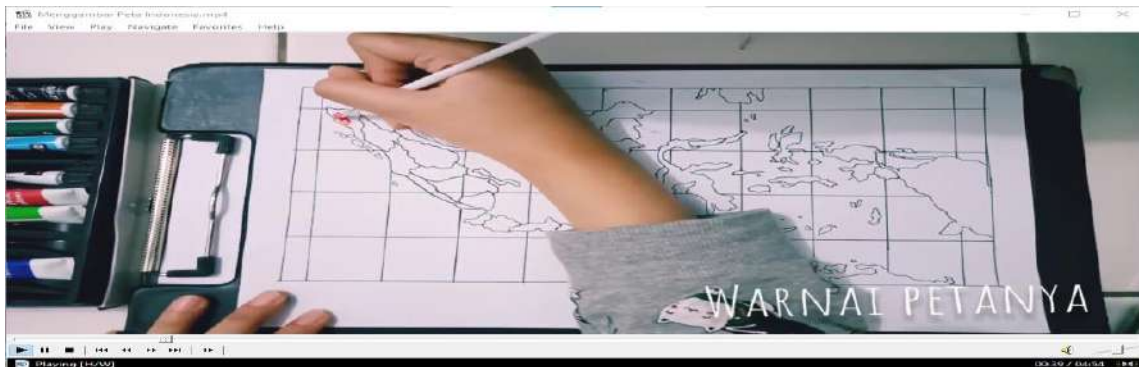 Menggambar Peta Indonesia.mp4
File View Play Navigate Favorites Help
WARNAI PETANYA
Playing [H/W]
00:39 / 04:54